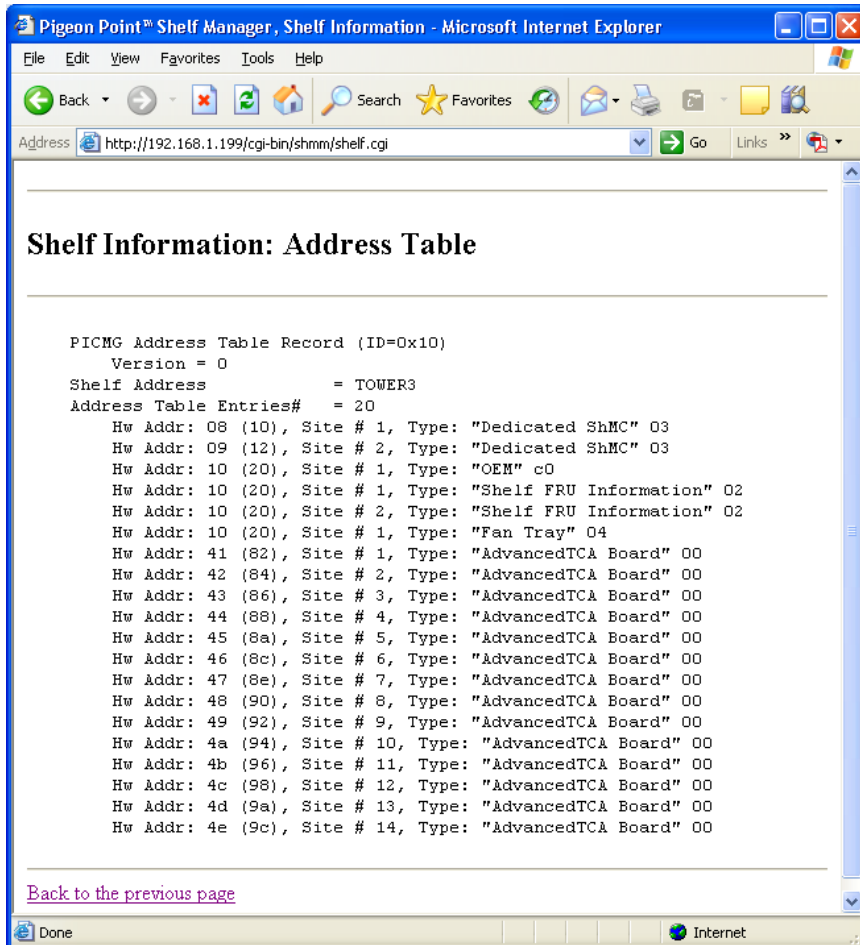 Pigeon Point™ Shelf Manager, Shelf Information - Microsoft Internet Explorer
File Edit View Favorites Tools Help
Back Search Favorites
Address http://192.168.1.199/cgi-bin/shmm/shelf.cgi Go Links »
Shelf Information: Address Table
PICMG Address Table Record (ID=0x10)
Version = 0
Shelf Address = TOWER3
Address Table Entries# = 20
Hw Addr: 08 (10), Site # 1, Type: "Dedicated ShMC" 03
Hw Addr: 09 (12), Site # 2, Type: "Dedicated ShMC" 03
Hw Addr: 10 (20), Site # 1, Type: "OEM" c0
Hw Addr: 10 (20), Site # 1, Type: "Shelf FRU Information" 02
Hw Addr: 10 (20), Site # 2, Type: "Shelf FRU Information" 02
Hw Addr: 10 (20), Site # 1, Type: "Fan Tray" 04
Hw Addr: 41 (82), Site # 1, Type: "AdvancedTCA Board" 00
Hw Addr: 42 (84), Site # 2, Type: "AdvancedTCA Board" 00
Hw Addr: 43 (86), Site # 3, Type: "AdvancedTCA Board" 00
Hw Addr: 44 (88), Site # 4, Type: "AdvancedTCA Board" 00
Hw Addr: 45 (8a), Site # 5, Type: "AdvancedTCA Board" 00
Hw Addr: 46 (8c), Site # 6, Type: "AdvancedTCA Board" 00
Hw Addr: 47 (8e), Site # 7, Type: "AdvancedTCA Board" 00
Hw Addr: 48 (90), Site # 8, Type: "AdvancedTCA Board" 00
Hw Addr: 49 (92), Site # 9, Type: "AdvancedTCA Board" 00
Hw Addr: 4a (94), Site # 10, Type: "AdvancedTCA Board" 00
Hw Addr: 4b (96), Site # 11, Type: "AdvancedTCA Board" 00
Hw Addr: 4c (98), Site # 12, Type: "AdvancedTCA Board" 00
Hw Addr: 4d (9a), Site # 13, Type: "AdvancedTCA Board" 00
Hw Addr: 4e (9c), Site # 14, Type: "AdvancedTCA Board" 00
Back to the previous page
Done Internet